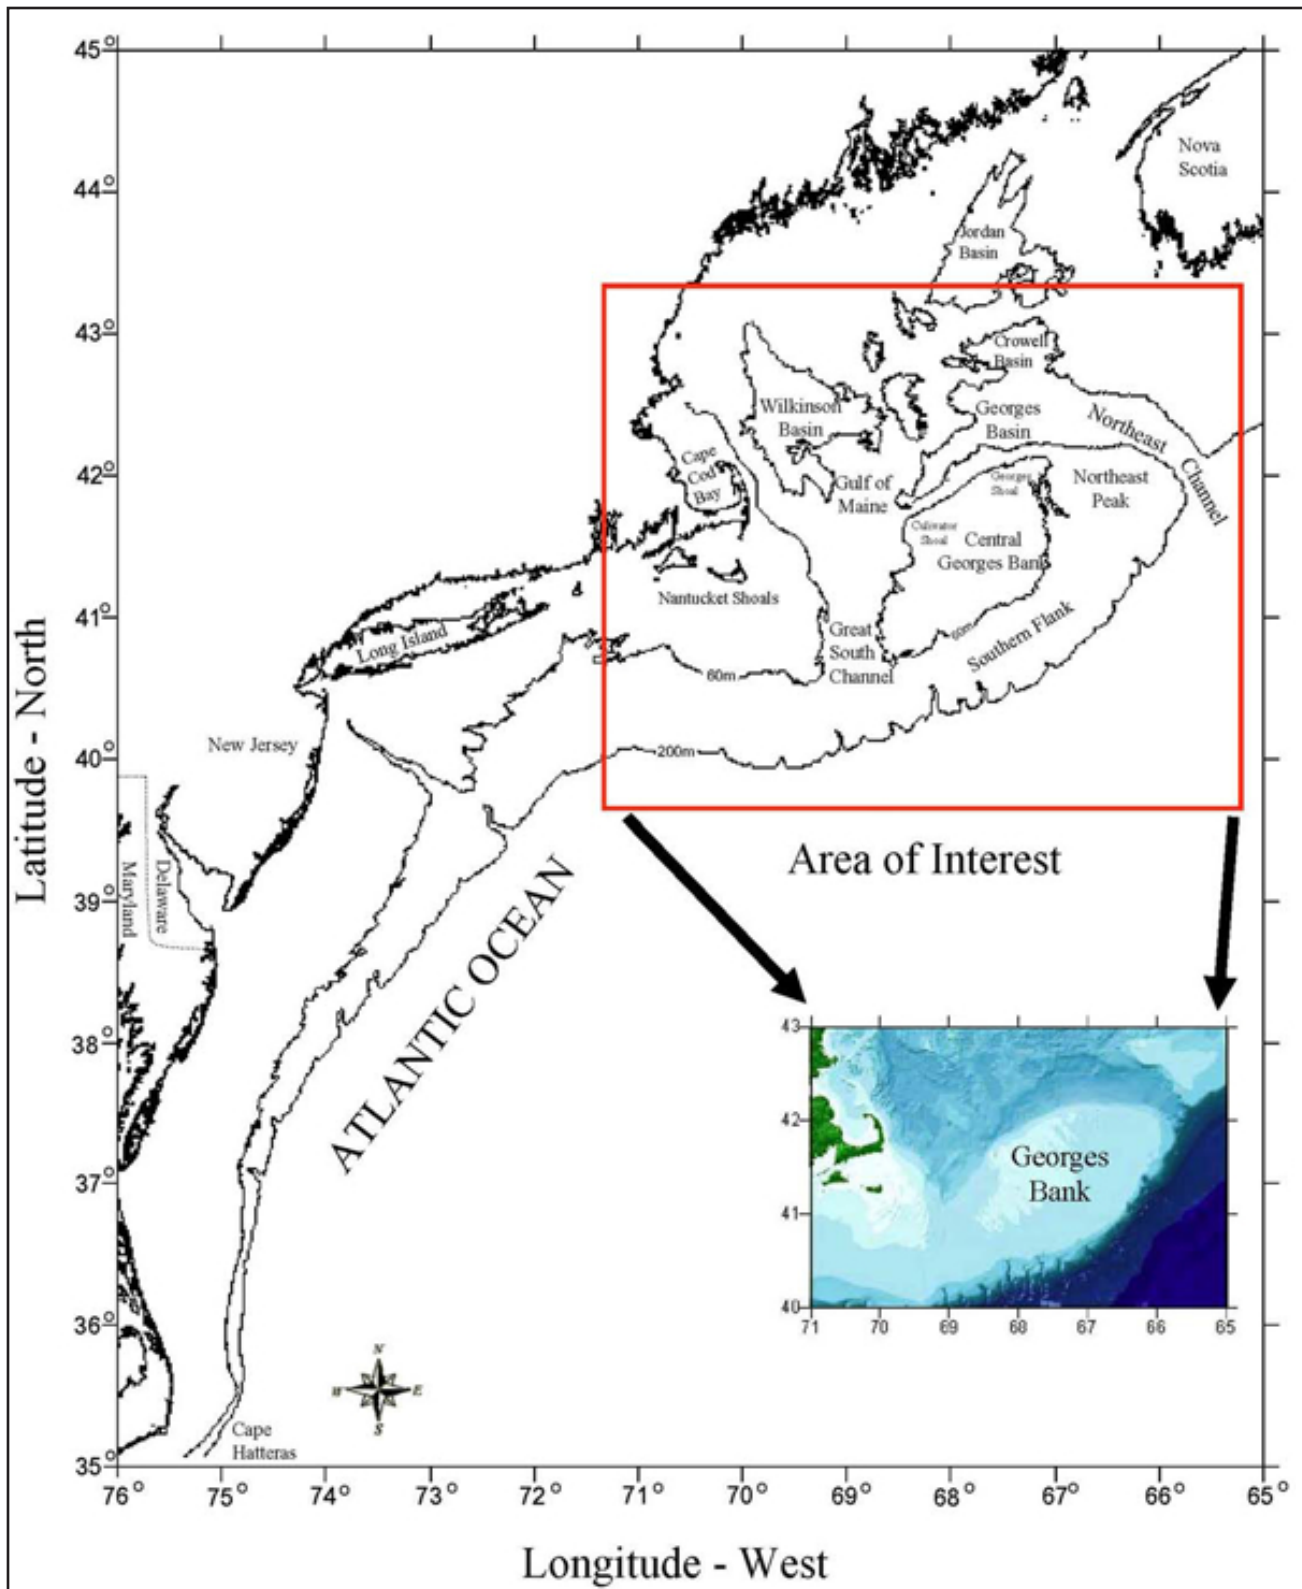 45°
44°
43°
42°
41°
40°
39°
38°
37°
36°
35°
Latitude - North
Nova
Scotia
Jordan
Basin
Crowell
Basin
Wilkinson
Basin
Georges
Basin
Northeast
Channel
Cape
Cod
Bay
Gulf of
Maine
Georges
Shoal
Northeast
Peak
Cultivator
Shoal
Central
Georges Bank
Nantucket Shoals
Great
South
Channel
60m
Southern Flank
Long Island
60m
200m
New Jersey
Delaware
Maryland
ATLANTIC OCEAN
Area of Interest
43
42
41
40
Georges
Bank
71 70 69 68 67 66 65
N
W E
S
Cape
Hatteras
76° 75° 74° 73° 72° 71° 70° 69° 68° 67° 66° 65°
Longitude - West